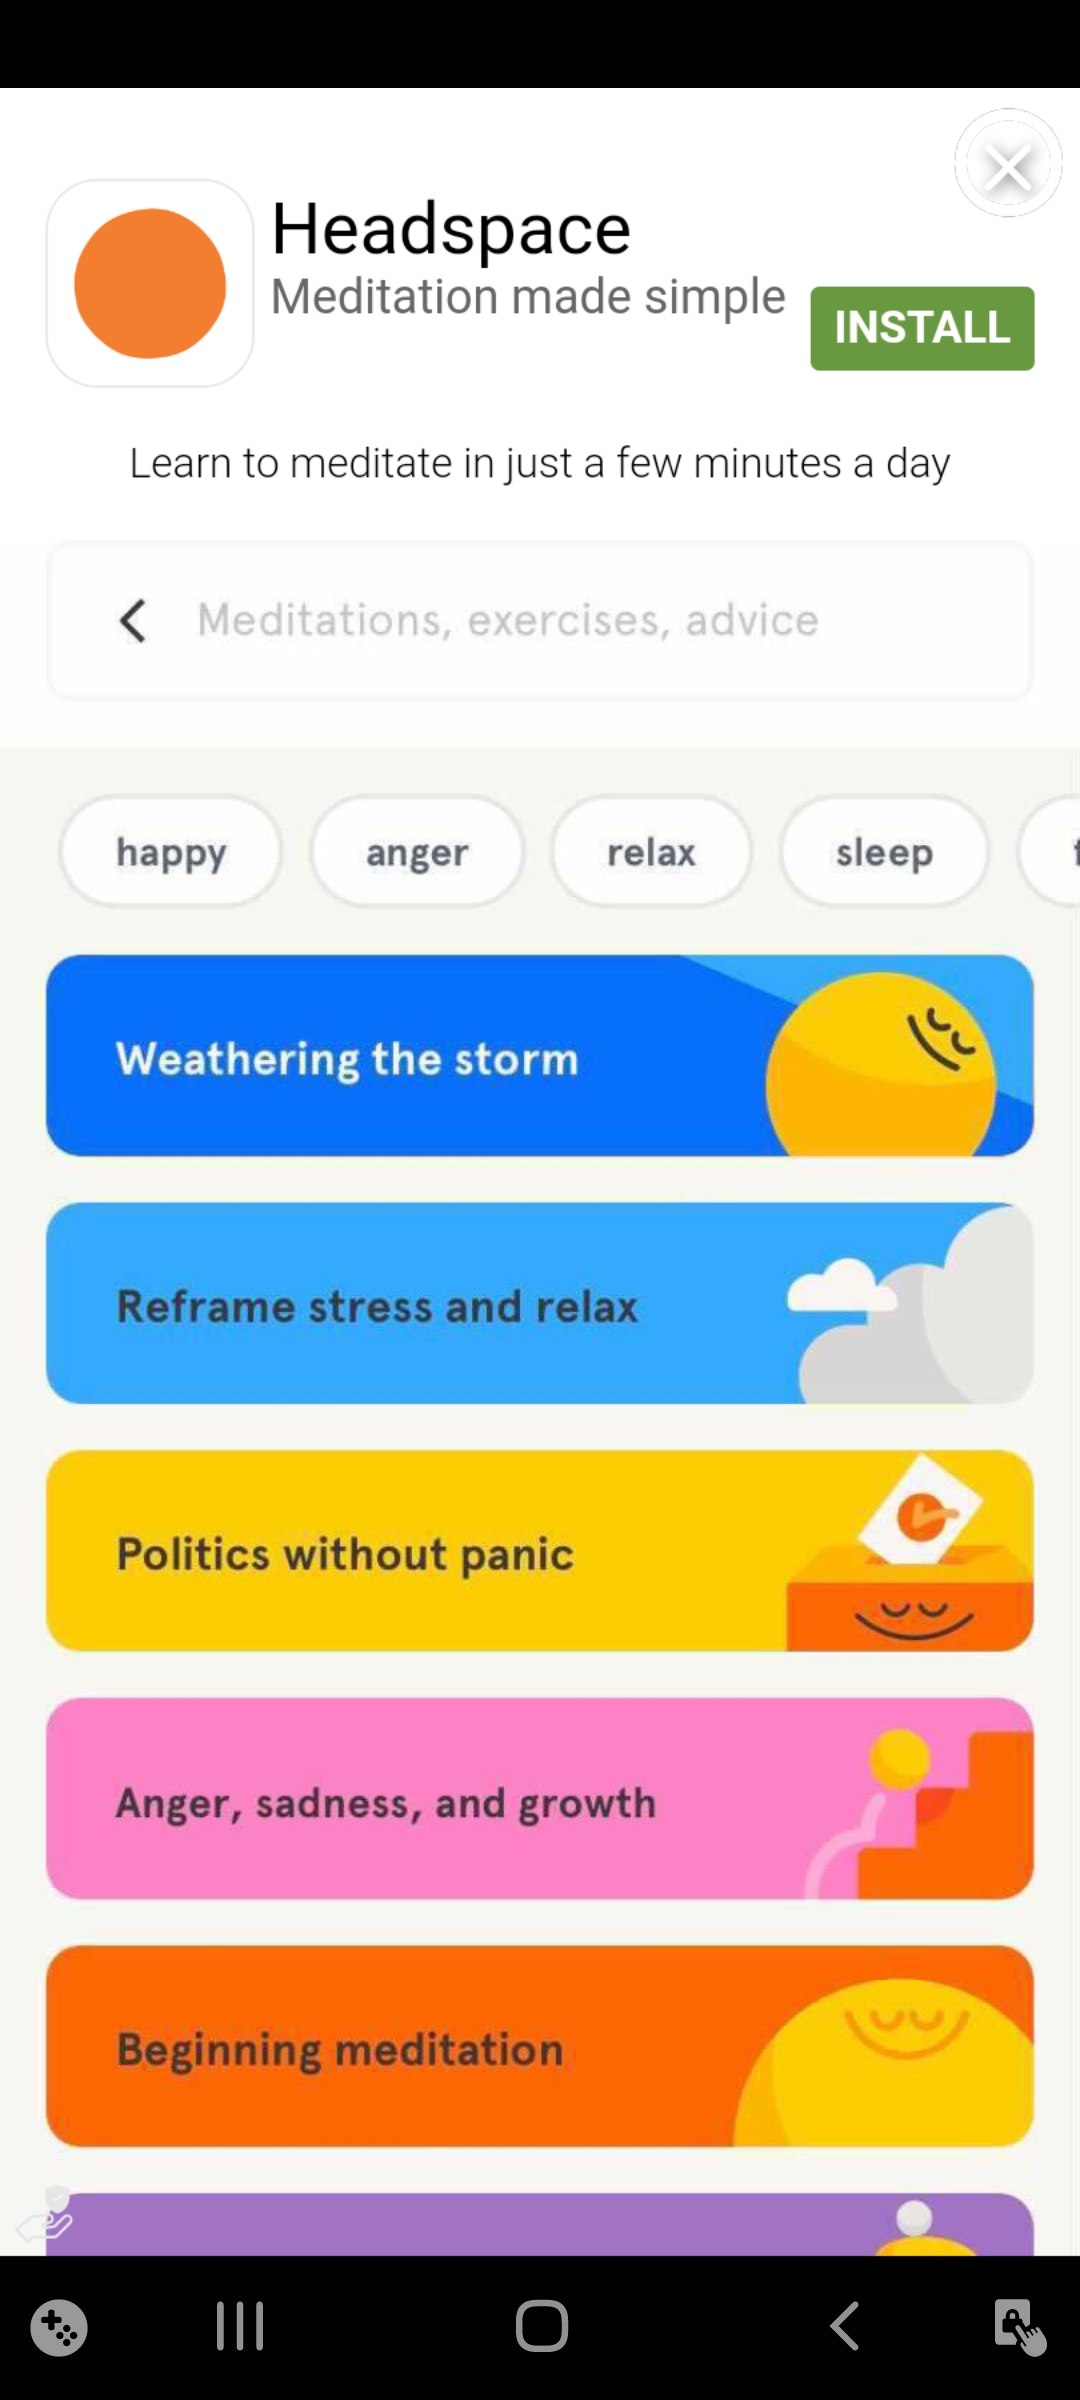 Headspace
Meditation made simple
INSTALL
Learn to meditate in just a few minutes a day
Meditations, exercises, advice
happy anger relax sleep
Weathering the storm
Reframe stress and relax
Politics without panic
Anger, sadness, and growth
Beginning meditation